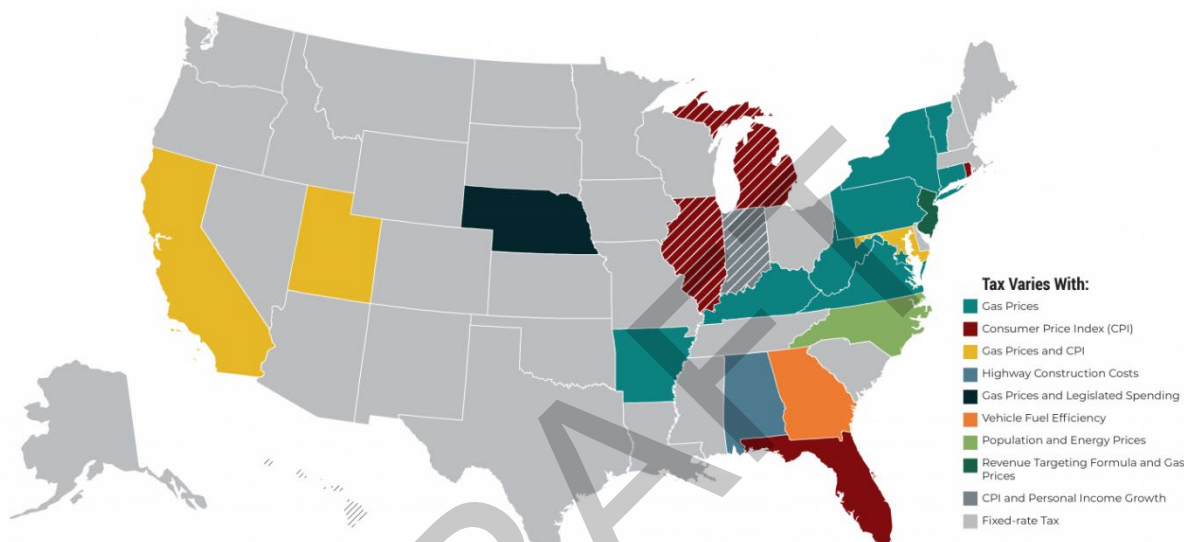 Tax Varies With:
Gas Prices
Consumer Price Index (CPI)
Gas Prices and CPI
Highway Construction Costs
Gas Prices and Legislated Spending
Vehicle Fuel Efficiency
Population and Energy Prices
Revenue Targeting Formula and Gas
Prices
CPI and Personal Income Growth
Fixed-rate Tax
DRAFT